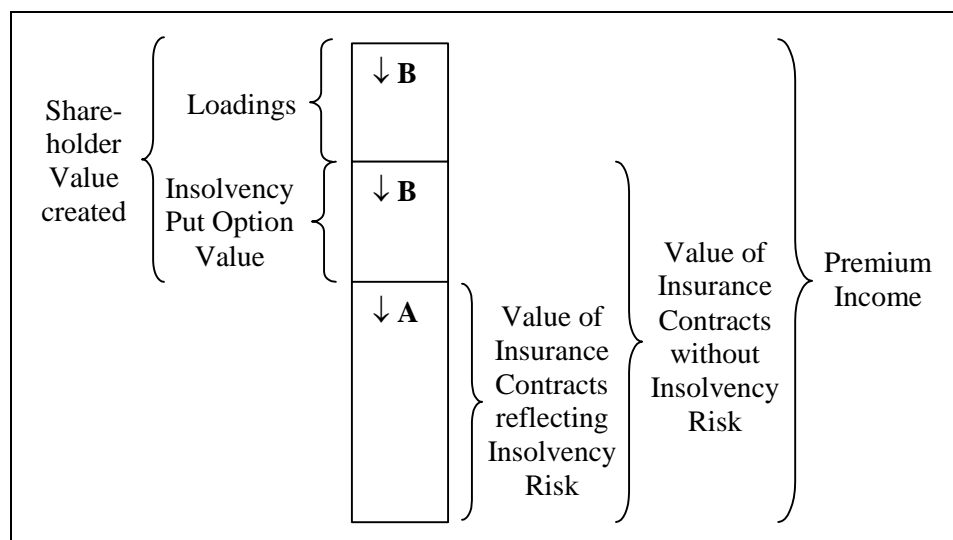 Share-
holder
Value
created
Loadings
Insolvency
Put Option
Value
↓ B
↓ B
↓ A
Value of
Insurance
Contracts
reflecting
Insolvency
Risk
Value of
Insurance
Contracts
without
Insolvency
Risk
Premium
Income